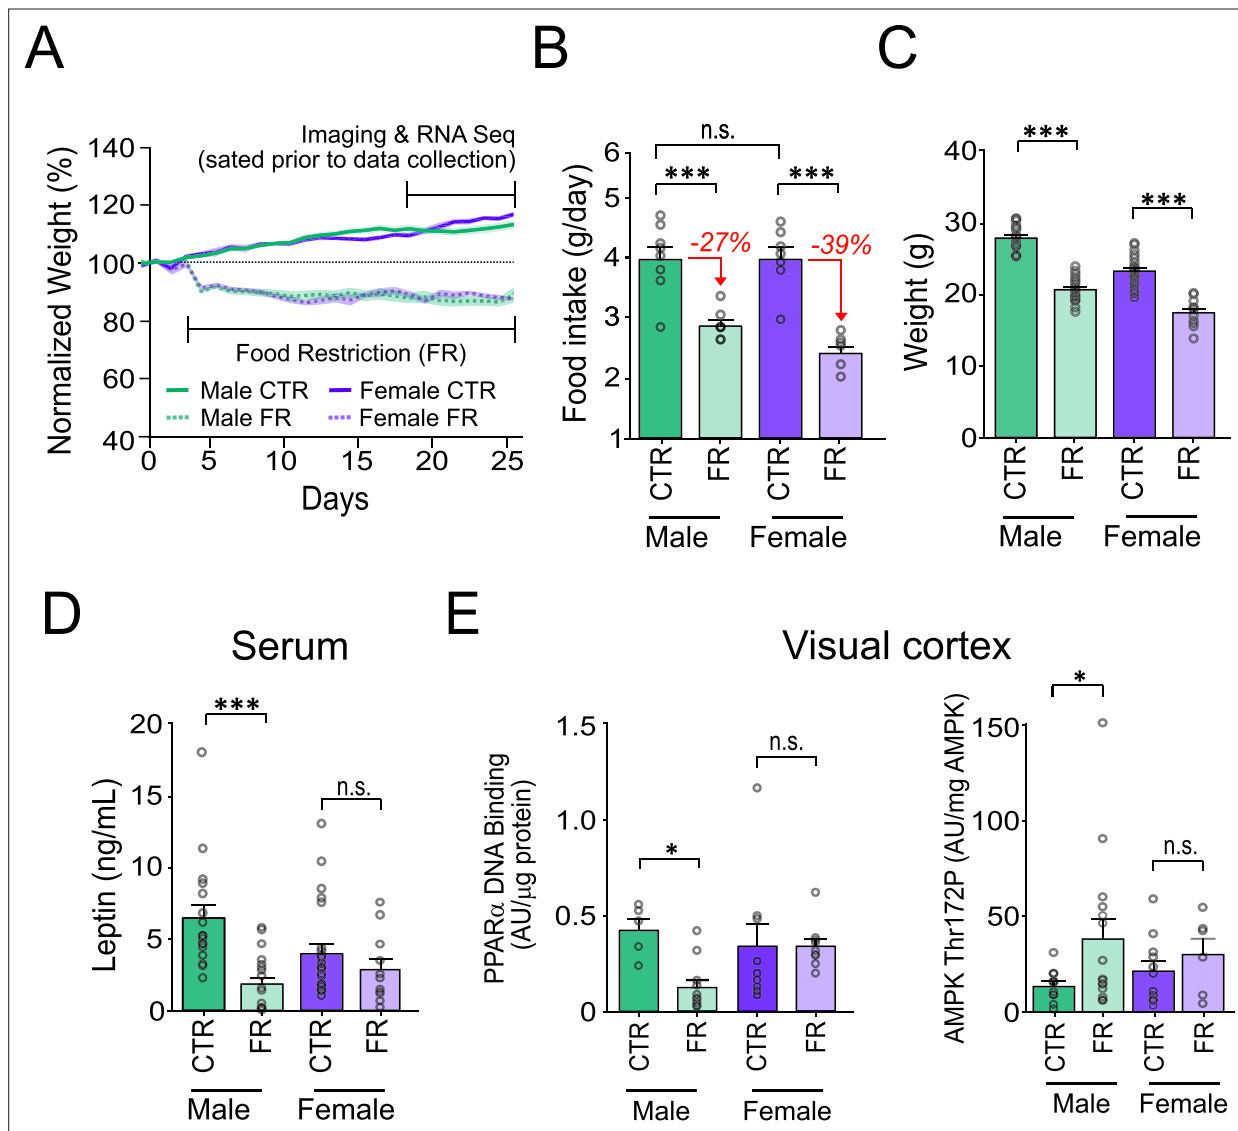 A
Imaging & RNA Seq
(sated prior to data collection)
Normalized Weight (%)
140
120
100
80
60
40
Food Restriction (FR)
Male CTR
Female CTR
Male FR
Female FR
0
5
10
15
20
25
Days
B
n.s.
***
***
-27%
-39%
Food intake (g/day)
6
5
4
3
2
1
CTR
FR
CTR
FR
Male
Female
C
***
***
Weight (g)
40
30
20
10
0
CTR
FR
CTR
FR
Male
Female
D
Serum
***
n.s.
Leptin (ng/mL)
20
15
10
5
0
CTR
FR
CTR
FR
Male
Female
E
Visual cortex
*
n.s.
PPARα DNA Binding
(AU/μg protein)
1.5
1.0
0.5
0
CTR
FR
CTR
FR
Male
Female
*
n.s.
AMPK Thr172P (AU/mg AMPK)
150
100
50
0
CTR
FR
CTR
FR
Male
Female